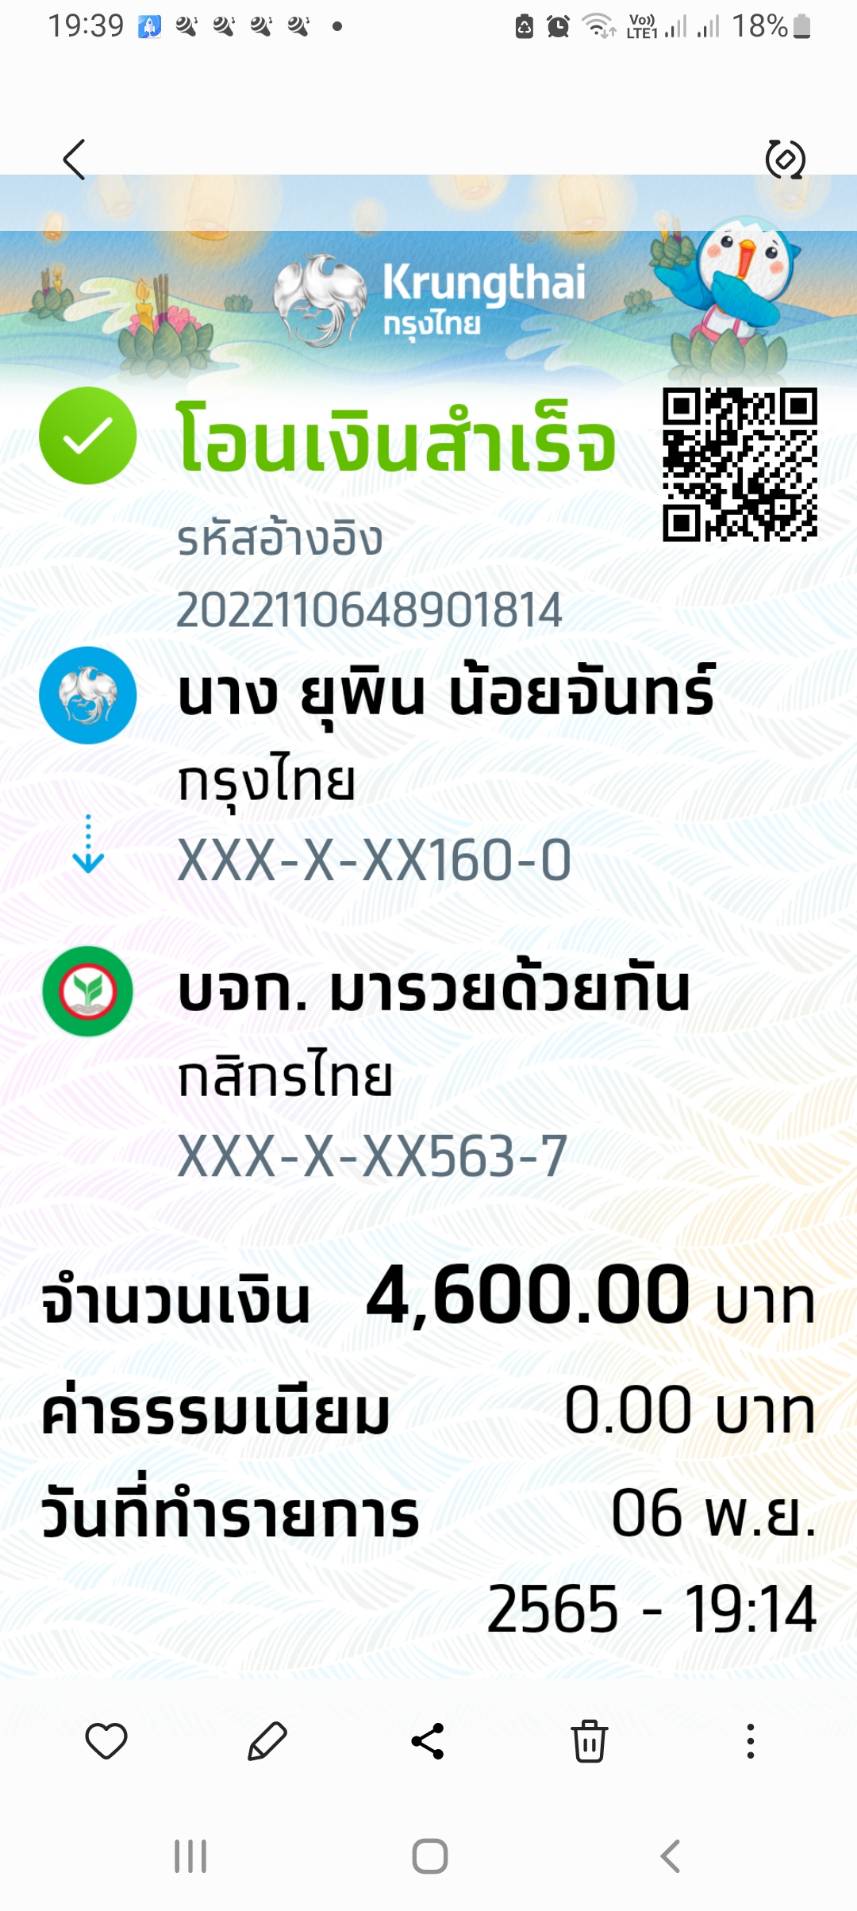 19:39
Vo)) LTE1 18%
Krungthai
กรุงไทย
โอนเงินสำเร็จ
รหัสอ้างอิง
2022110648901814
นาง ยุพิน น้อยจันทร์
กรุงไทย
XXX-X-XX160-0
บจก. มารวยด้วยกัน
กสิกรไทย
XXX-X-XX563-7
จำนวนเงิน 4,600.00 บาท
ค่าธรรมเนียม 0.00 บาท
วันที่ทำรายการ 06 พ.ย.
2565 - 19:14